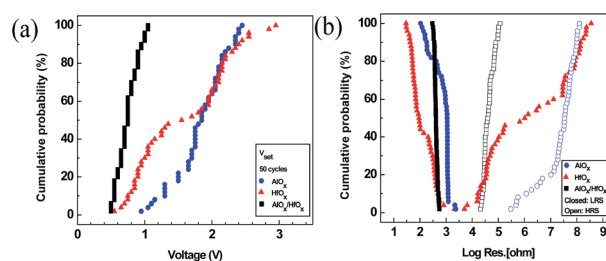 (a)
Cumulative probability (%)
100
80
60
40
20
0
V_set
50 cycles
AlO_x
HfO_x
AlO_x/HfO_x
0
1
2
3
Voltage (V)
(b)
Cumulative probability (%)
100
80
60
40
20
0
AlO_x
HfO_x
AlO_x/HfO_x
Closed: LRS
Open: HRS
1
2
3
4
5
6
7
8
9
Log Res.[ohm]